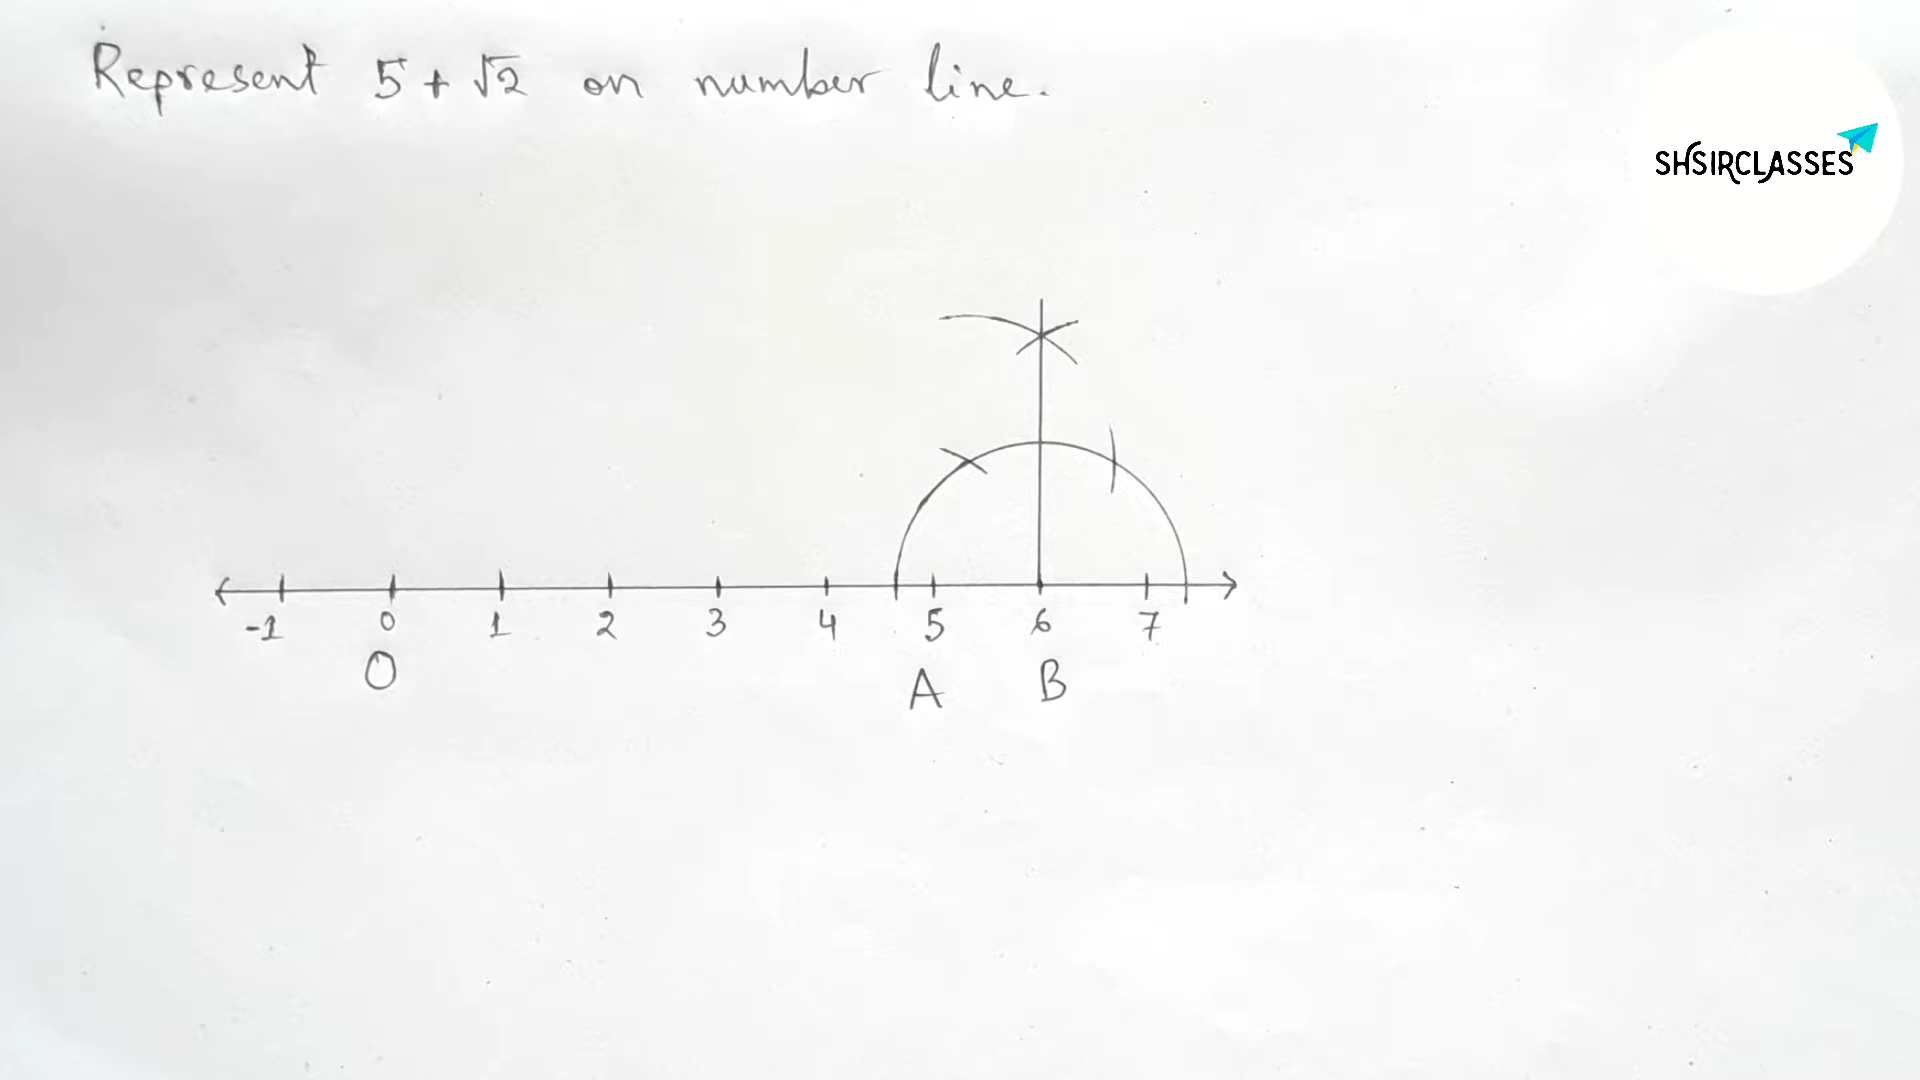 Represent 5 + √2 on number line.
SHSIRCLASSES
-1 0 1 2 3 4 5 6 7
O A B